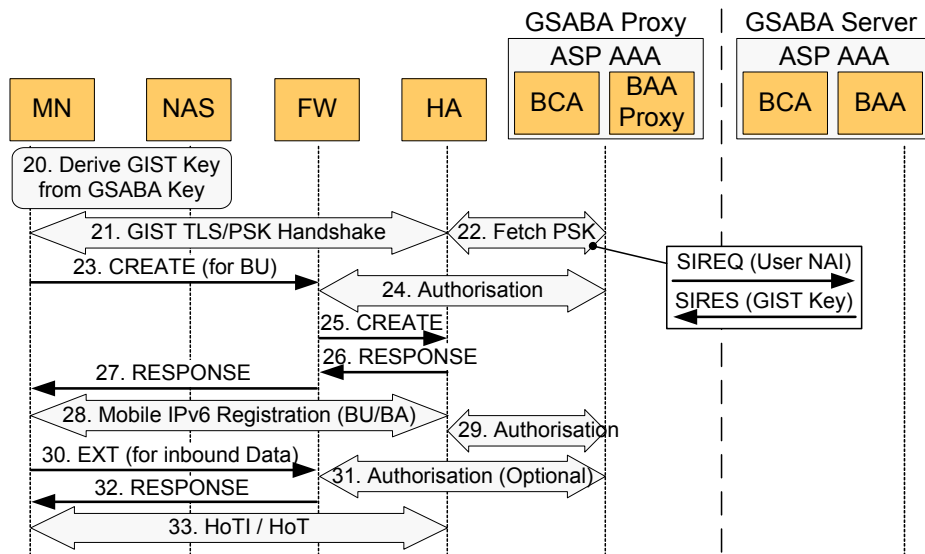 GSABA Proxy
GSABA Server
ASP AAA
ASP AAA
MN
NAS
FW
HA
BCA
BAA
Proxy
BCA
BAA
20. Derive GIST Key
from GSABA Key
21. GIST TLS/PSK Handshake
22. Fetch PSK
23. CREATE (for BU)
SIREQ (User NAI)
24. Authorisation
SIRES (GIST Key)
25. CREATE
26. RESPONSE
27. RESPONSE
28. Mobile IPv6 Registration (BU/BA)
29. Authorisation
30. EXT (for inbound Data)
31. Authorisation (Optional)
32. RESPONSE
33. HoTI / HoT